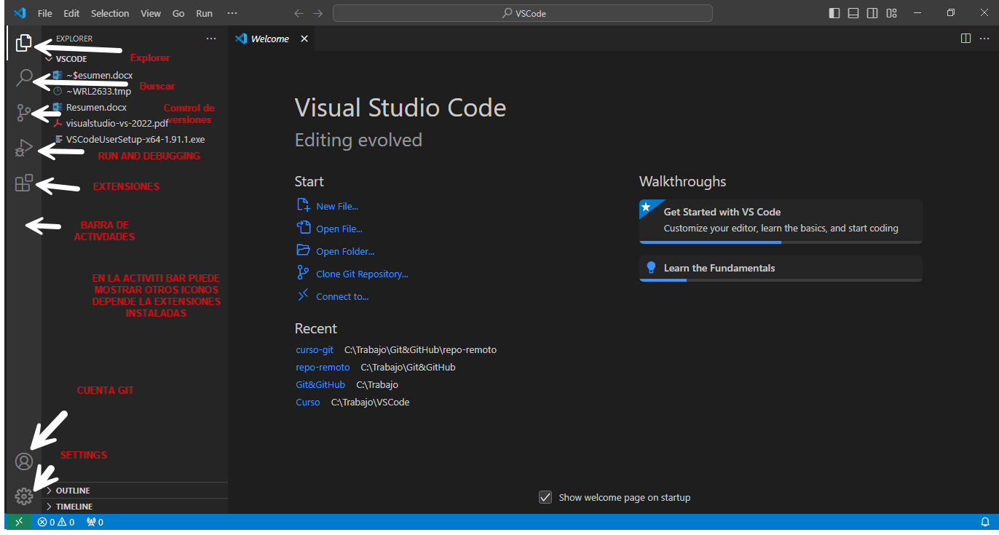 File Edit Selection View Go Run ···
VSCode
EXPLORER ···
Welcome
VSCODE
Explorer
~$esumen.docx
Burscar
~WRL2633.tmp
Resumen.docx
Comtrol de
versiones
visualstudio-vs-2022.pdf
VSCodeUserSetup-x64-1.91.1.exe
RUN AND DEBUGGING
EXTENSIONES
BARRA DE
ACTIVDADES
EN LA ACTIVITI BAR PUEDE
MOSTRAR OTROS ICONOS
DEPENDE LA EXTENSIONES
INSTALADAS
CUENTA GIT
SETTINGS
OUTLINE
TIMELINE
Visual Studio Code
Editing evolved
Start
New File...
Open File...
Open Folder...
Clone Git Repository...
Connect to...
Recent
curso-git C:\Trabajo\Git&GitHub\repo-remoto
repo-remoto C:\Trabajo\Git&GitHub
Git&GitHub C:\Trabajo
Curso C:\Trabajo\VSCode
Walkthroughs
Get Started with VS Code
Customize your editor, learn the basics, and start coding
Learn the Fundamentals
Show welcome page on startup
0 0 0